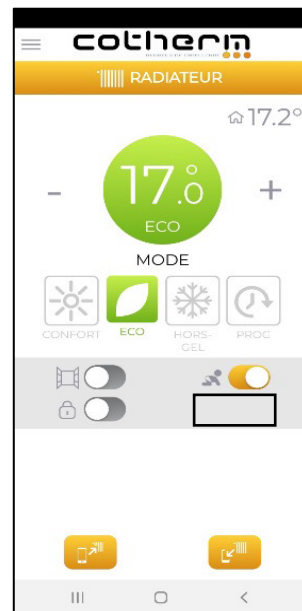 cotherm
RADIATEUR
17.2°
- 17.0° +
ECO
MODE
CONFORT ECO HORS-GEL PROG